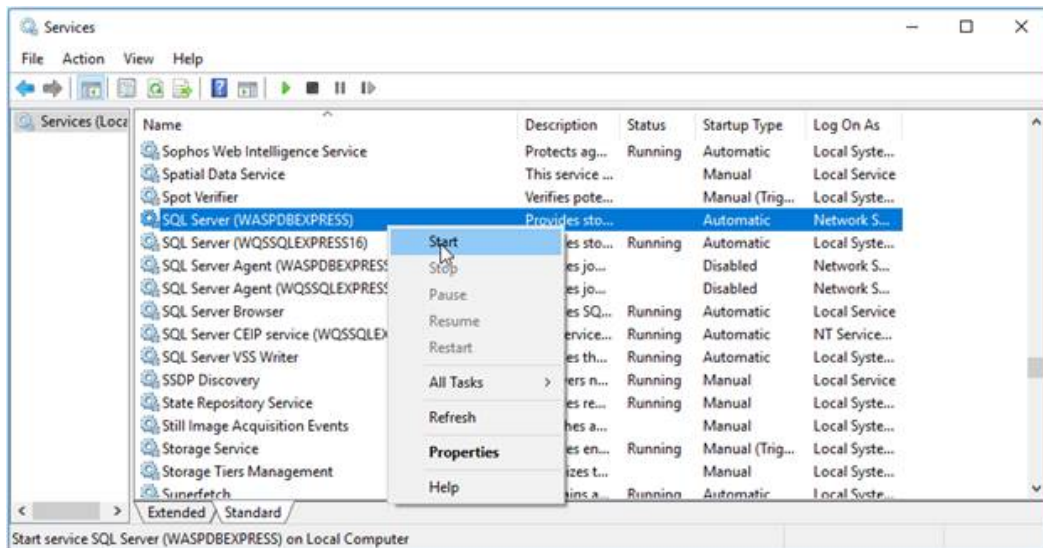 Services
File Action View Help
Services (Loca
Name Description Status Startup Type Log On As
Sophos Web Intelligence Service Protects ag... Running Automatic Local Syste...
Spatial Data Service This service ... Manual Local Service
Spot Verifier Verifies pote... Manual (Trig... Local Syste...
SQL Server (WASPDBEXPRESS) Provides sto... Automatic Network S...
SQL Server (WQSSQLEXPRESS16) es sto... Running Automatic Local Syste...
SQL Server Agent (WASPDBEXPRESS es jo... Disabled Network S...
SQL Server Agent (WQSSQLEXPRESS es jo... Disabled Network S...
SQL Server Browser es SQ... Running Automatic Local Service
SQL Server CEIP service (WQSSQLEX ervice... Running Automatic NT Service...
SQL Server VSS Writer es th... Running Automatic Local Syste...
SSDP Discovery ers n... Running Manual Local Service
State Repository Service es re... Running Manual Local Syste...
Still Image Acquisition Events hes a... Manual Local Syste...
Storage Service es en... Running Manual (Trig... Local Syste...
Storage Tiers Management izes t... Manual Local Syste...
Superfetch ains a... Running Automatic Local Syste...
Start
Stop
Pause
Resume
Restart
All Tasks
Refresh
Properties
Help
Extended Standard
Start service SQL Server (WASPDBEXPRESS) on Local Computer